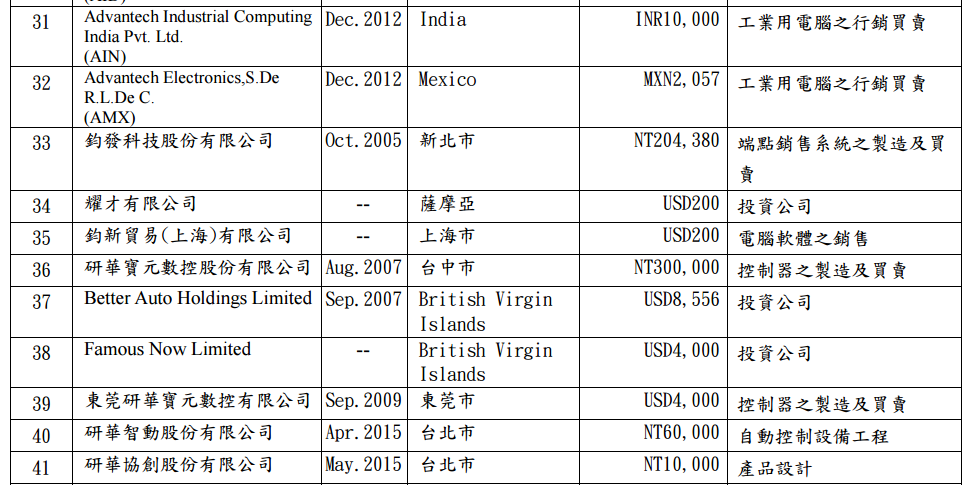 31 Advantech Industrial Computing Dec.2012 India INR10,000 工業用電腦之行銷買賣
India Pvt. Ltd.
(AIN)
32 Advantech Electronics,S.De Dec.2012 Mexico MXN2,057 工業用電腦之行銷買賣
R.L.De C.
(AMX)
33 鈞發科技股份有限公司 Oct.2005 新北市 NT204,380 端點銷售系統之製造及買
賣
34 耀才有限公司 -- 薩摩亞 USD200 投資公司
35 鈞新貿易(上海)有限公司 -- 上海市 USD200 電腦軟體之銷售
36 研華寶元數控股份有限公司 Aug.2007 台中市 NT300,000 控制器之製造及買賣
37 Better Auto Holdings Limited Sep.2007 British Virgin USD8,556 投資公司
Islands
38 Famous Now Limited -- British Virgin USD4,000 投資公司
Islands
39 東莞研華寶元數控有限公司 Sep.2009 東莞市 USD4,000 控制器之製造及買賣
40 研華智動股份有限公司 Apr.2015 台北市 NT60,000 自動控制設備工程
41 研華協創股份有限公司 May.2015 台北市 NT10,000 產品設計